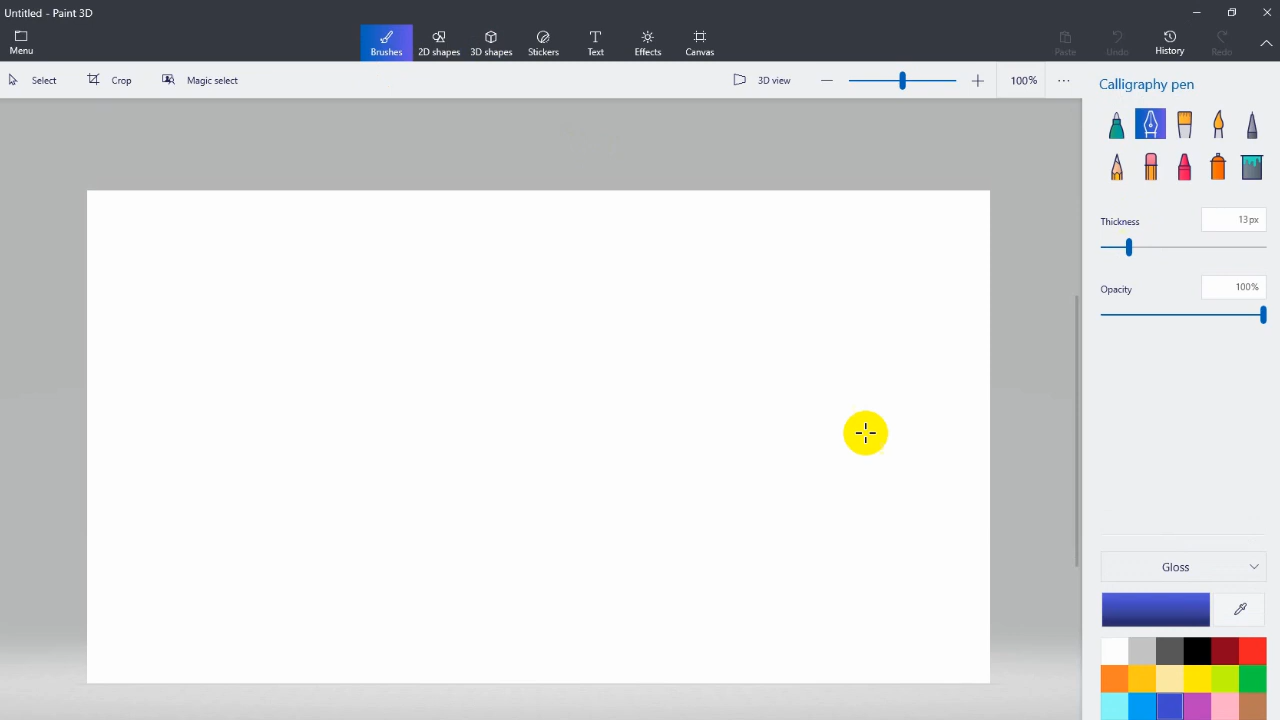 Untitled - Paint 3D
Menu
Brushes
2D shapes
3D shapes
Stickers
Text
Effects
Canvas
Paste
Undo
History
Redo
Select
Crop
Magic select
3D view
100%
Calligraphy pen
Thickness
13px
Opacity
100%
Gloss